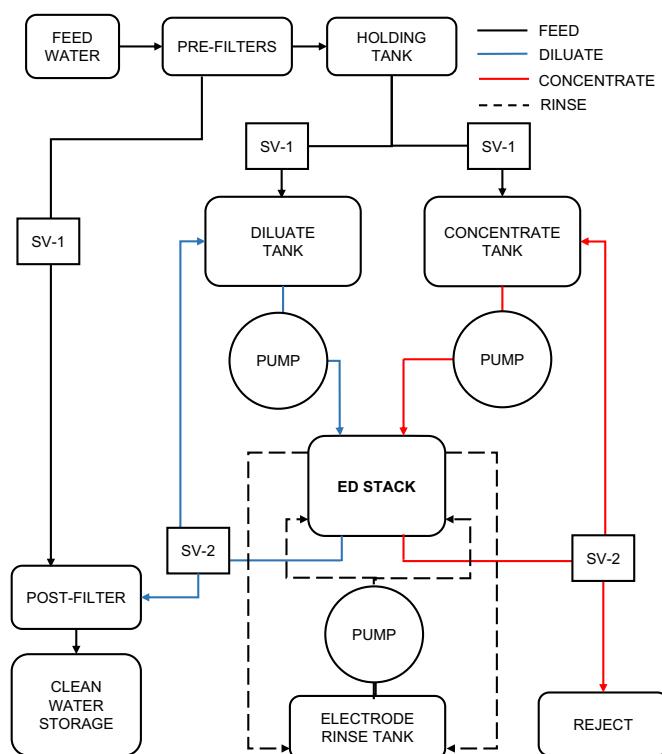 FEED
WATER
PRE-FILTERS
HOLDING
TANK
FEED
DILUATE
CONCENTRATE
RINSE
SV-1
SV-1
SV-1
DILUATE
TANK
CONCENTRATE
TANK
PUMP
PUMP
ED STACK
SV-2
SV-2
POST-FILTER
PUMP
CLEAN
WATER
STORAGE
ELECTRODE
RINSE TANK
REJECT